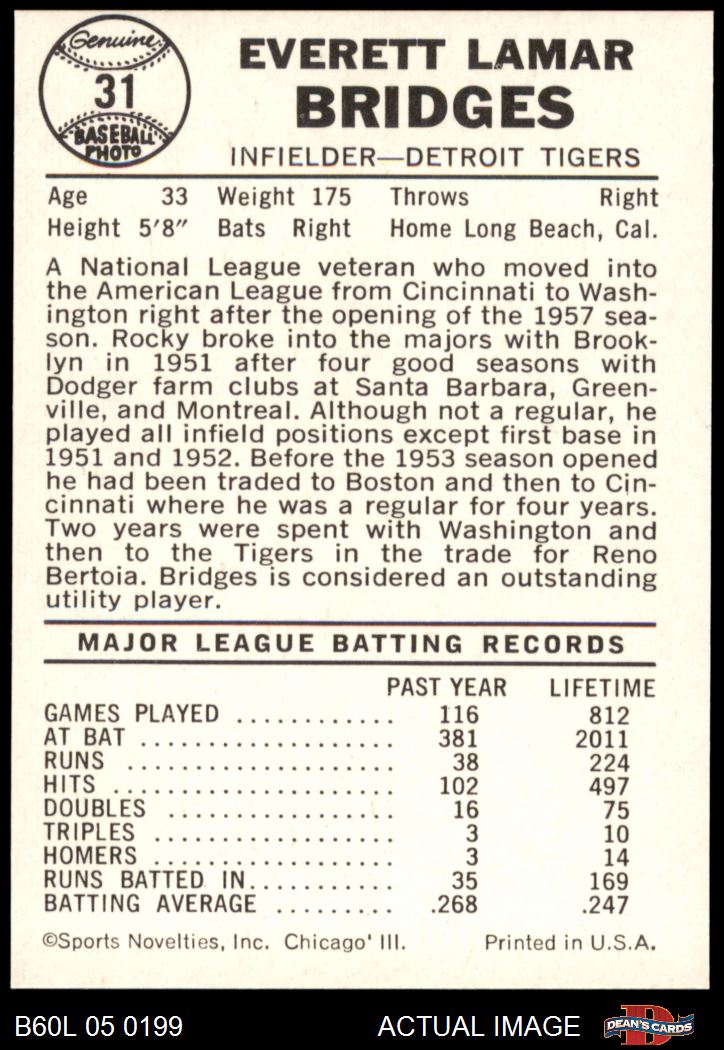 Genuine
31
BASEBALL
PHOTO
EVERETT LAMAR
BRIDGES
INFIELDER—DETROIT TIGERS
Age 33 Weight 175 Throws Right
Height 5'8" Bats Right Home Long Beach, Cal.
A National League veteran who moved into
the American League from Cincinnati to Wash-
ington right after the opening of the 1957 sea-
son. Rocky broke into the majors with Brook-
lyn in 1951 after four good seasons with
Dodger farm clubs at Santa Barbara, Green-
ville, and Montreal. Although not a regular, he
played all infield positions except first base in
1951 and 1952. Before the 1953 season opened
he had been traded to Boston and then to Cin-
cinnati where he was a regular for four years.
Two years were spent with Washington and
then to the Tigers in the trade for Reno
Bertoia. Bridges is considered an outstanding
utility player.
MAJOR LEAGUE BATTING RECORDS
PAST YEAR LIFETIME
GAMES PLAYED ............ 116 812
AT BAT ..................... 381 2011
RUNS ...................... 38 224
HITS ....................... 102 497
DOUBLES .................. 16 75
TRIPLES ................... 3 10
HOMERS ................... 3 14
RUNS BATTED IN........... 35 169
BATTING AVERAGE ......... .268 .247
©Sports Novelties, Inc. Chicago' III. Printed in U.S.A.
B60L 05 0199 ACTUAL IMAGE DEAN'S CARDS